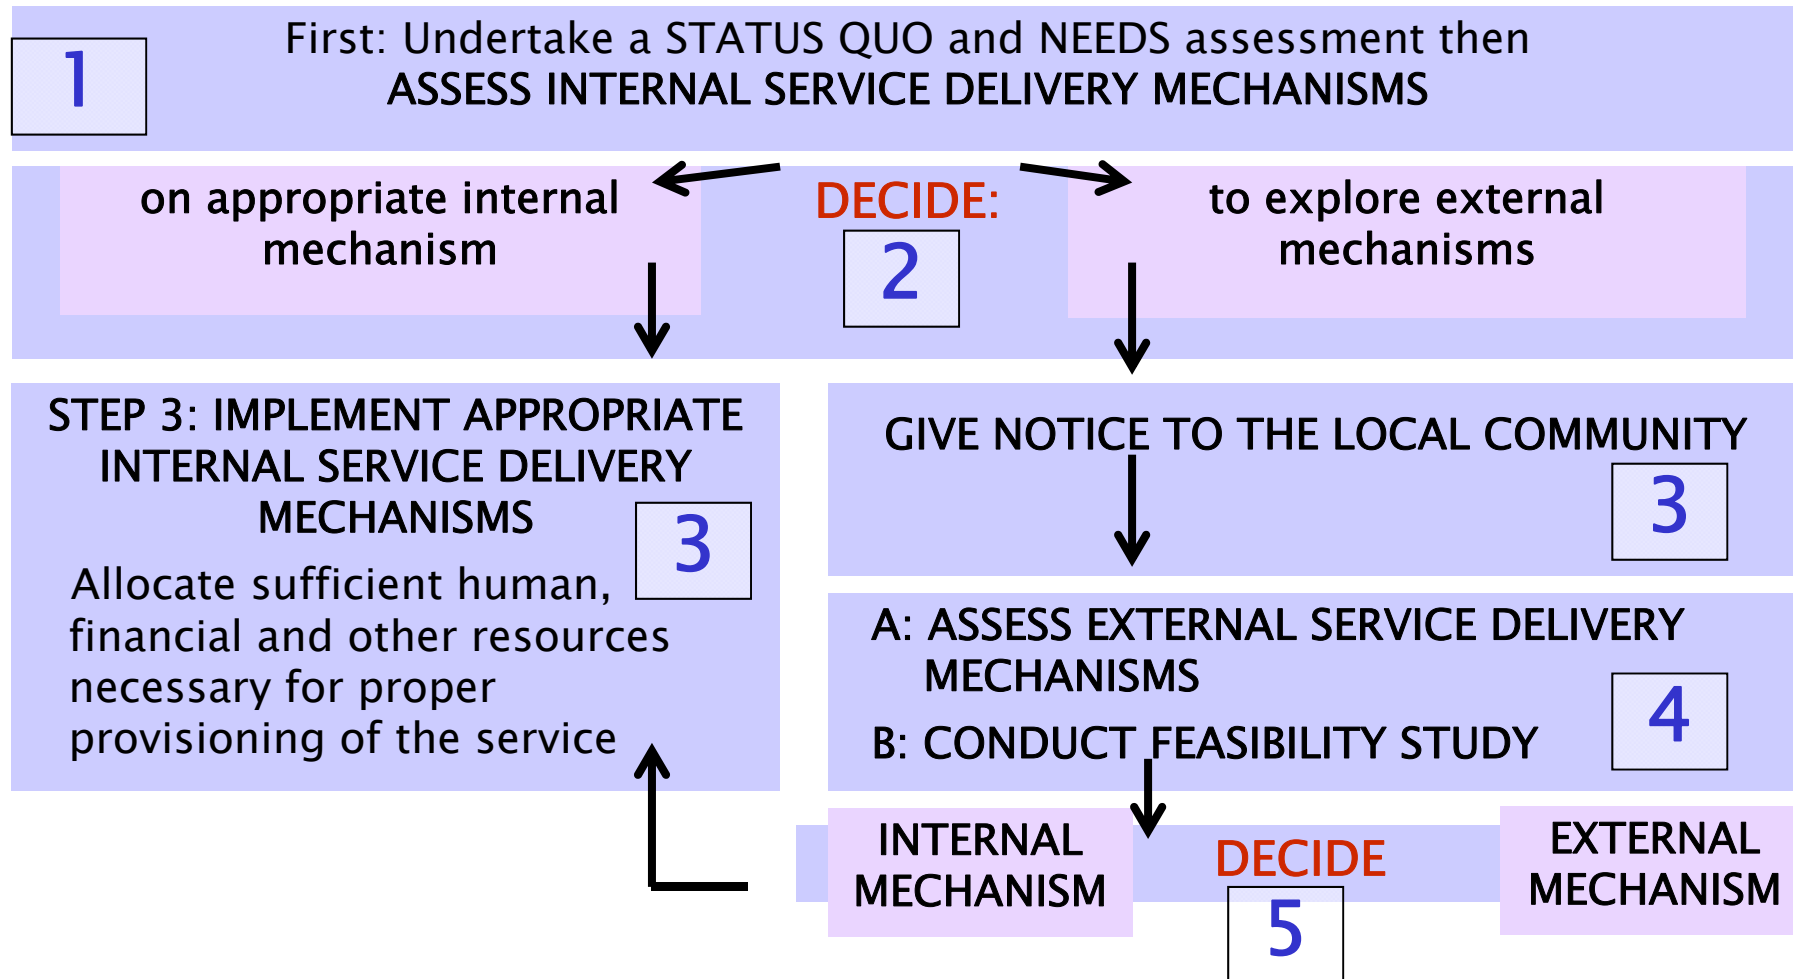 1
First: Undertake a STATUS QUO and NEEDS assessment then
ASSESS INTERNAL SERVICE DELIVERY MECHANISMS
on appropriate internal
mechanism
DECIDE:
2
to explore external
mechanisms
STEP 3: IMPLEMENT APPROPRIATE
INTERNAL SERVICE DELIVERY
MECHANISMS
3
Allocate sufficient human,
financial and other resources
necessary for proper
provisioning of the service
GIVE NOTICE TO THE LOCAL COMMUNITY
3
A: ASSESS EXTERNAL SERVICE DELIVERY
MECHANISMS
B: CONDUCT FEASIBILITY STUDY
4
INTERNAL
MECHANISM
DECIDE
5
EXTERNAL
MECHANISM